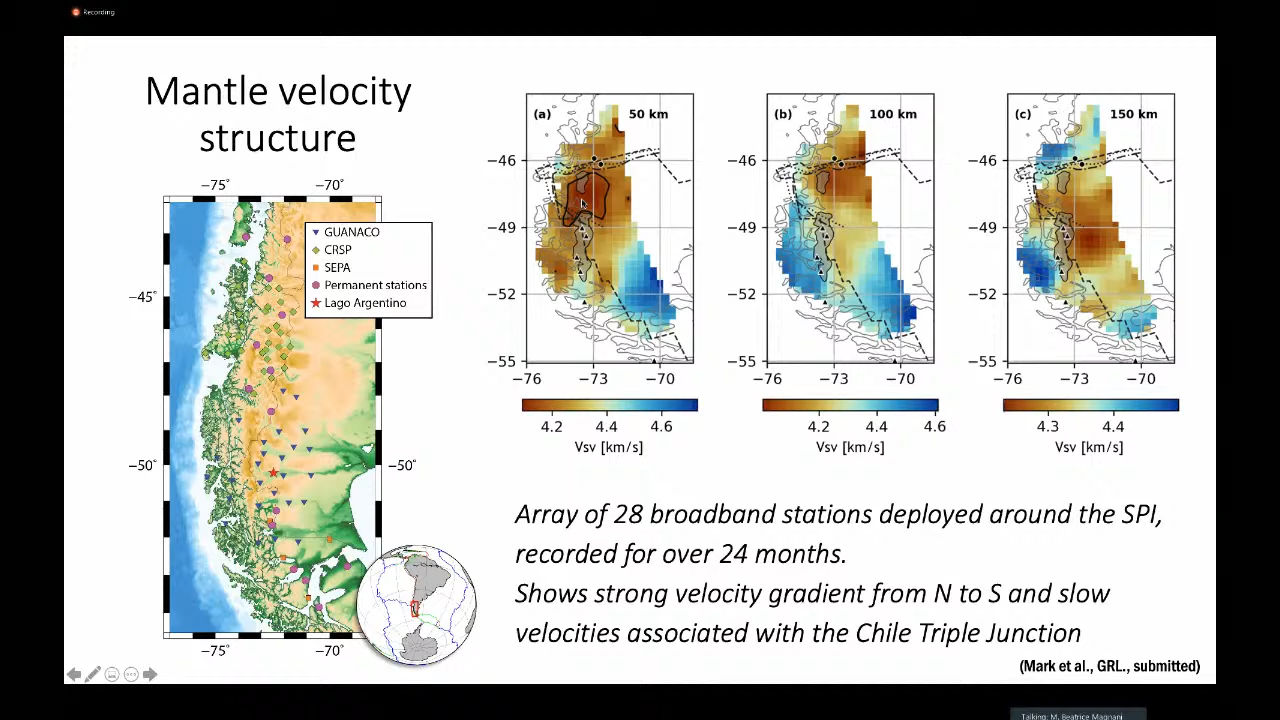 Recording
Mantle velocity
structure
−75˚ −70˚
GUANACO
CRSP
SEPA
Permanent stations
Lago Argentino
−45˚
−50˚ −50˚
−75˚ −70˚
(a) 50 km
−46
−49
−52
−55
−76 −73 −70
4.2 4.4 4.6
Vsv [km/s]
(b) 100 km
−46
−49
−52
−55
−76 −73 −70
4.2 4.4 4.6
Vsv [km/s]
(c) 150 km
−46
−49
−52
−55
−76 −73 −70
4.3 4.4
Vsv [km/s]
Array of 28 broadband stations deployed around the SPI,
recorded for over 24 months.
Shows strong velocity gradient from N to S and slow
velocities associated with the Chile Triple Junction
(Mark et al., GRL., submitted)
Talking: M. Beatrice Magnani